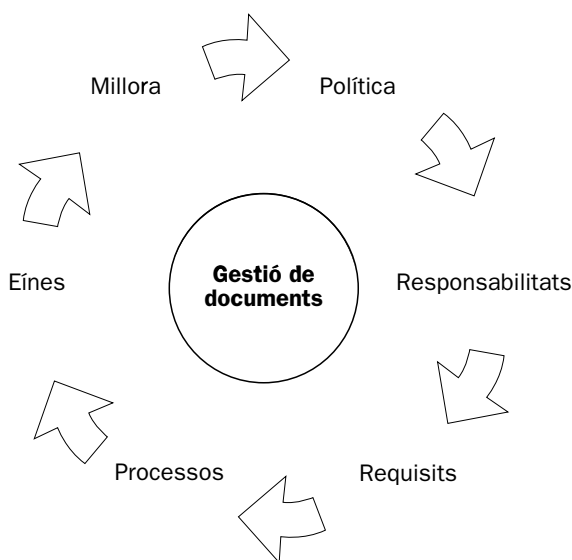 Millora
Política
Gestió de
documents
Eínes
Responsabilitats
Processos
Requisits